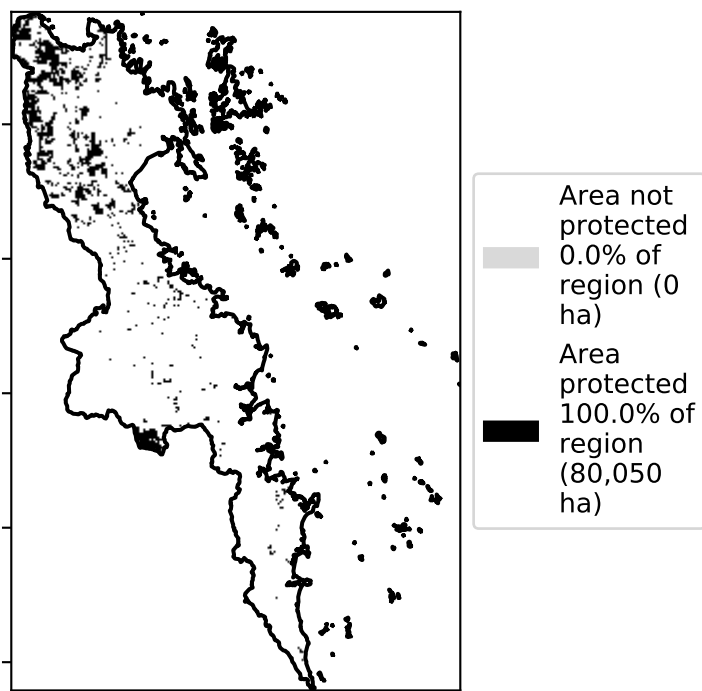 Area not
protected
0.0% of
region (0
ha)
Area
protected
100.0% of
region
(80,050
ha)